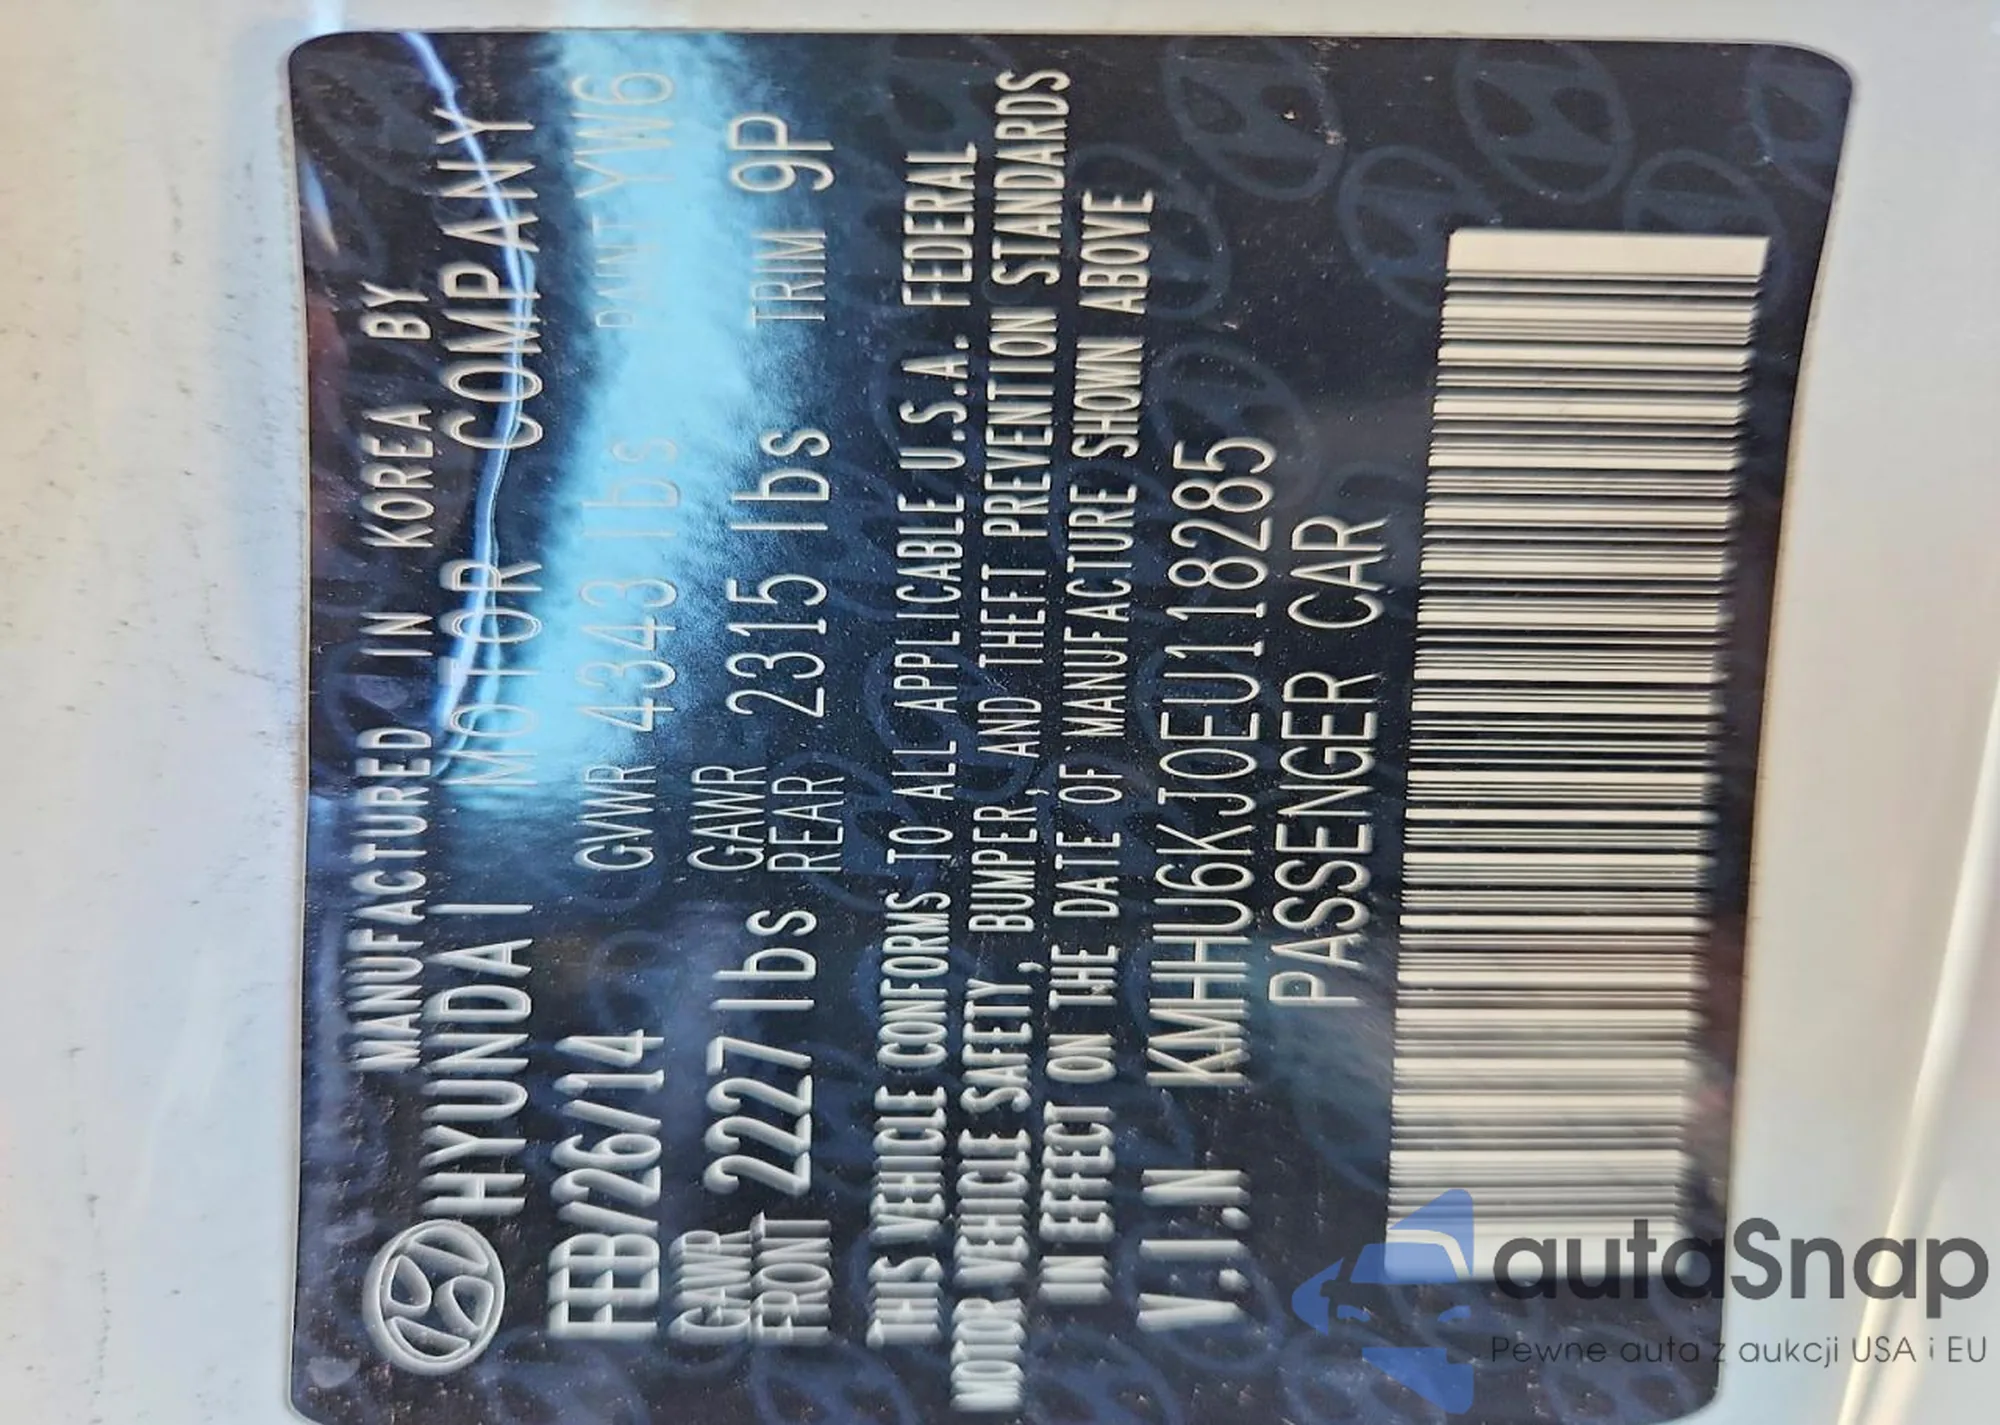 MANUFACTURED IN KOREA BY
HYUNDAI MOTOR COMPANY
FEB/26/14 GVWR 4343 lbs PAINT YW6
GAWR FRONT 2227 lbs GAWR REAR 2315 lbs TRIM 9P
THIS VEHICLE CONFORMS TO ALL APPLICABLE U.S.A. FEDERAL
MOTOR VEHICLE SAFETY, BUMPER, AND THEFT PREVENTION STANDARDS
IN EFFECT ON THE DATE OF MANUFACTURE SHOWN ABOVE
V.I.N KMHHU6KJ0EU118285
PASSENGER CAR
autaSnap
Pewne auta z aukcji USA i EU